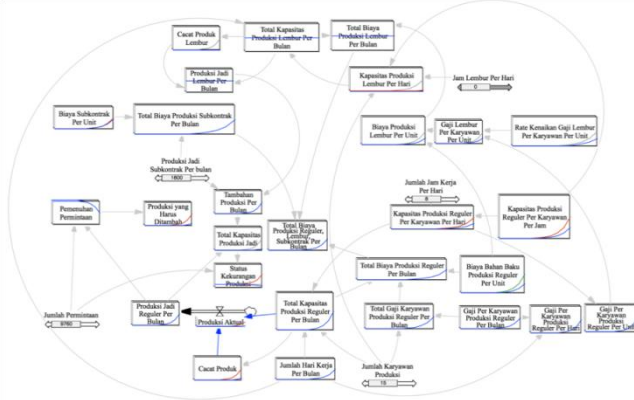 Cacat Produk
Lembur
Total Kapasitas
Produksi Lembur Per
Bulan
Total Biaya
Produksi Lembur
Per Bulan
Produksi Jadi
Lembur Per
Bulan
Kapasitas Produksi
Lembur Per Hari
Jam Lembur Per Hari
0
Biaya Subkontrak
Per Unit
Total Biaya Produksi Subkontrak
Per Bulan
Biaya Produksi
Lembur Per Unit
Gaji Lembur
Per Karyawan
Per Unit
Rate Kenaikan Gaji Lembur
Per Karyawan Per Unit
Produksi Jadi
Subkontrak Per bulan
1600
Pemenuhan
Permintaan
Produksi yang
Harus
Ditambah
Tambahan
Produksi Per
Bulan
Total Kapasitas
Produksi Jadi
Total Biaya
Produksi Reguler,
Lembur,
Subkontrak Per
Bulan
Jumlah Jam Kerja
Per Hari
8
Kapasitas Produksi
Reguler Per
Karyawan Per Hari
Kapasitas Produksi
Reguler Per Karyawan
Per Jam
Status
Kekurangan
Produksi
Total Biaya Produksi Reguler
Per Bulan
Biaya Bahan Baku
Produksi Reguler
Per Unit
Jumlah Permintaan
Produksi Jadi
Reguler Per
Bulan
Produksi Aktual
Total Kapasitas
Produksi Reguler
Per Bulan
Total Gaji Karyawan
Produksi Reguler Per
Bulan
Gaji Per Karyawan
Produksi Reguler
Per Bulan
Gaji Per
Karyawan
Produksi
Reguler Per Hari
Gaji Per
Karyawan
Produksi
Reguler Per Unit
Cacat Produk
Jumlah Hari Kerja
Per Bulan
Jumlah Karyawan
Produksi